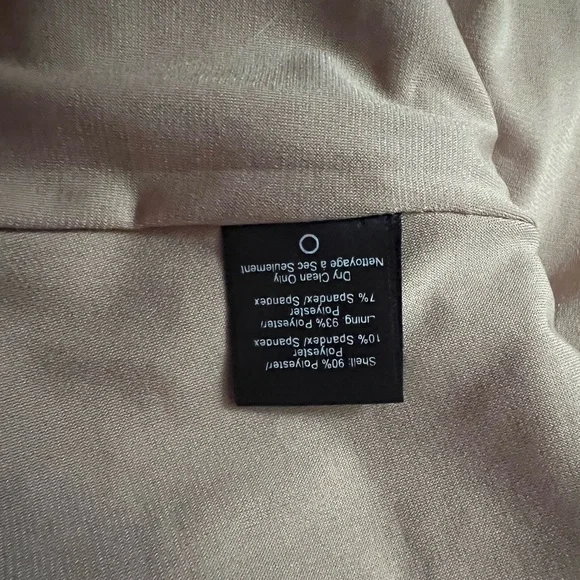 Shell: 90% Polyester/
Polyester
10% Spandex/ Spandex
Lining: 93% Polyester/
Polyester
7% Spandex/ Spandex
Dry Clean Only
Nettoyage à Sec Seulement